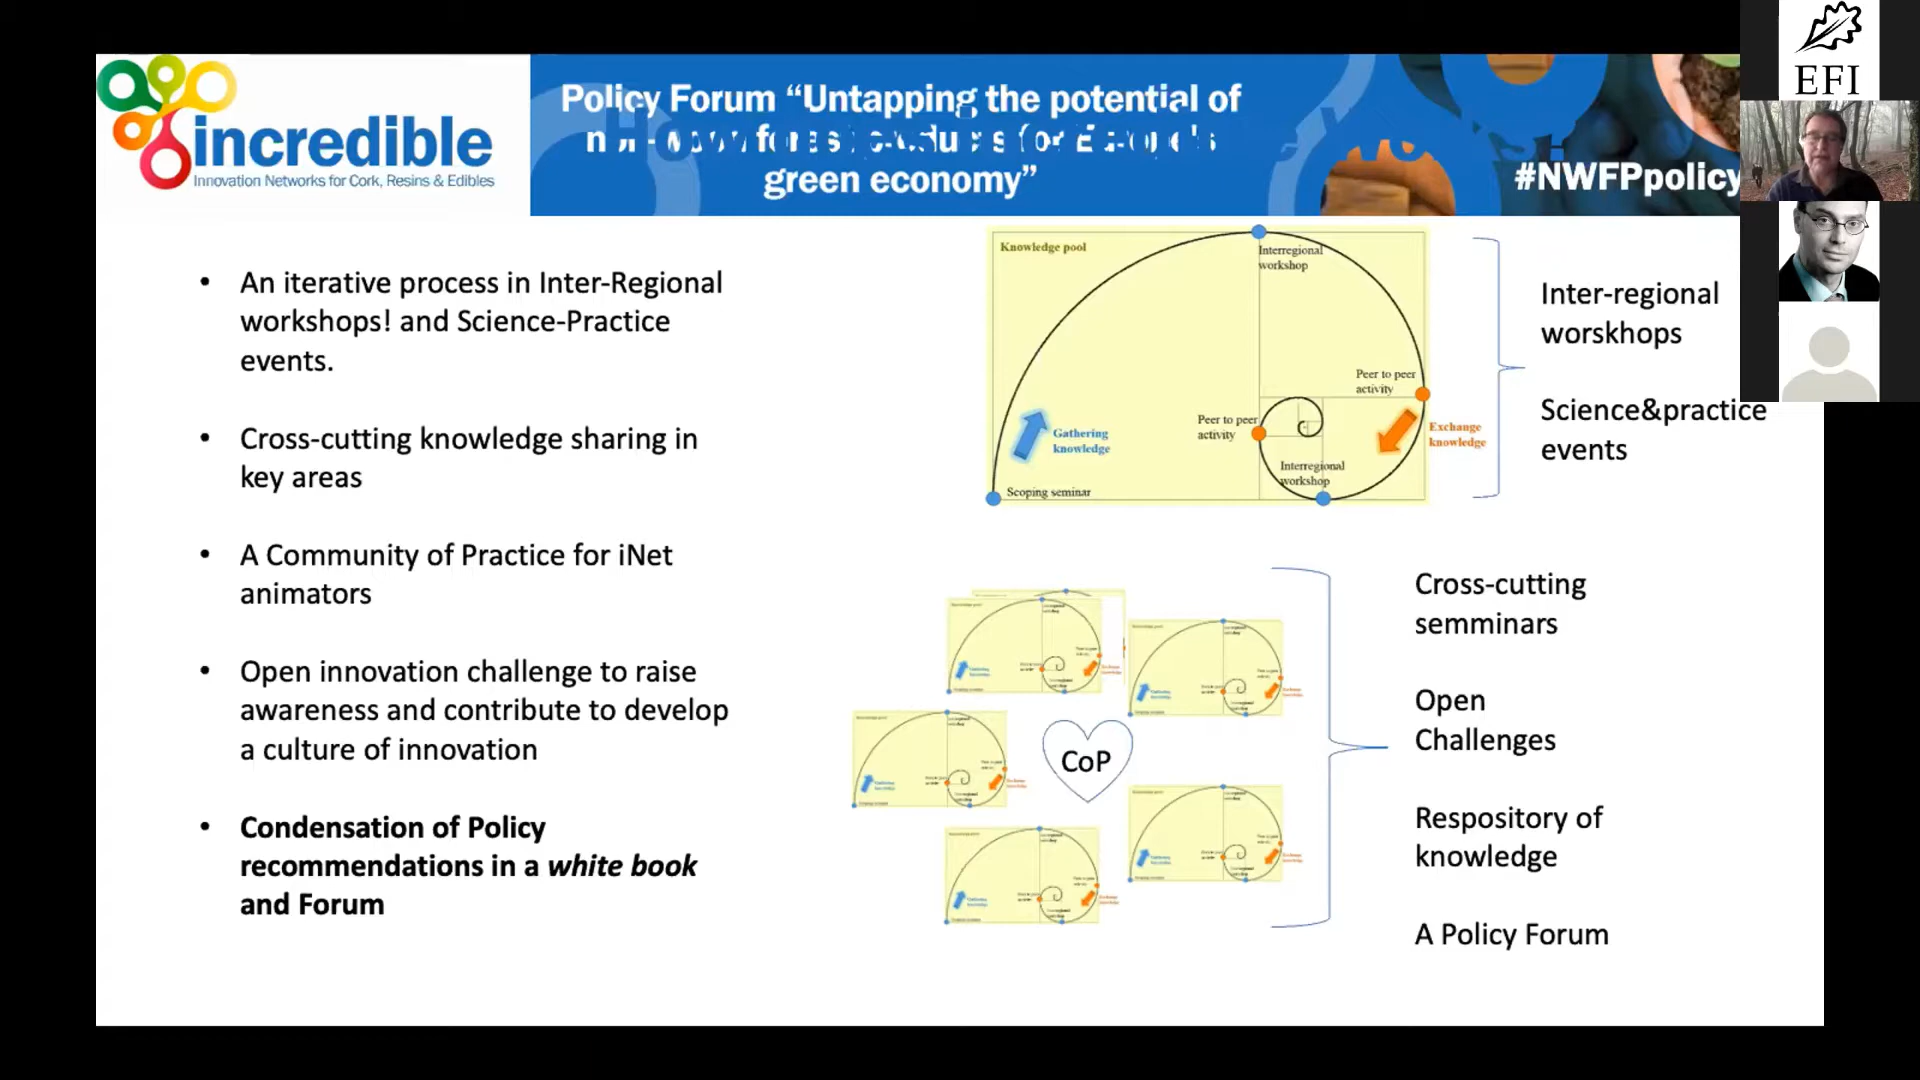 incredible
Innovation Networks for Cork, Resins & Edibles
Policy Forum “Untapping the potential of
green economy”
#NWFPpolicy
EFI
• An iterative process in Inter-Regional
workshops! and Science-Practice
events.
• Cross-cutting knowledge sharing in
key areas
• A Community of Practice for iNet
animators
• Open innovation challenge to raise
awareness and contribute to develop
a culture of innovation
• Condensation of Policy
recommendations in a white book
and Forum
Knowledge pool
Interregional
workshop
Peer to peer
activity
Peer to peer
activity
Gathering
knowledge
Exchange
knowledge
Interregional
workshop
Scoping seminar
Inter-regional
worskhops
Science&practice
events
CoP
Cross-cutting
semminars
Open
Challenges
Respository of
knowledge
A Policy Forum